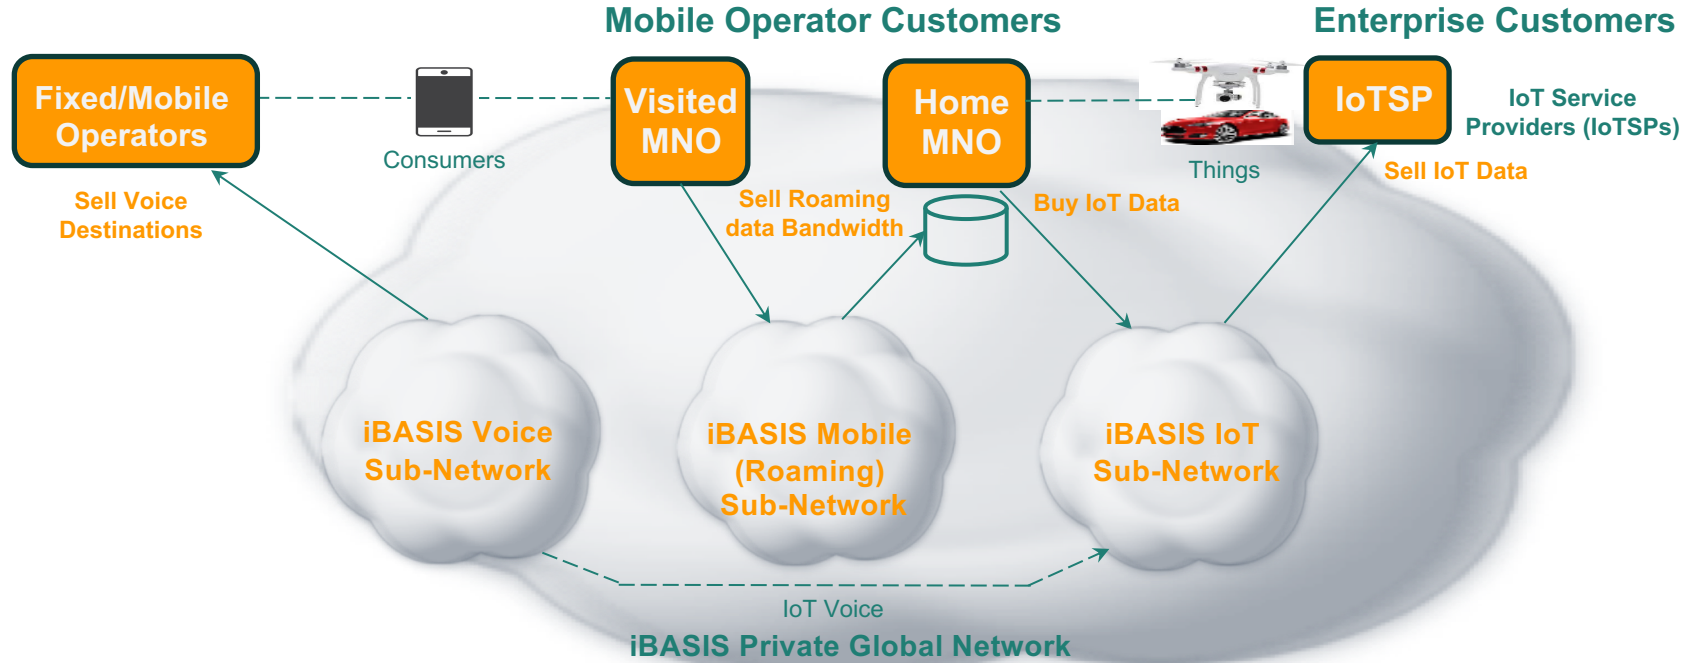 Mobile Operator Customers
Enterprise Customers
Fixed/Mobile
Operators
Consumers
Visited
MNO
Home
MNO
Things
IoTSP
IoT Service
Providers (IoTSPs)
Sell Voice
Destinations
Sell Roaming
data Bandwidth
Buy IoT Data
Sell IoT Data
iBASIS Voice
Sub-Network
iBASIS Mobile
(Roaming)
Sub-Network
iBASIS IoT
Sub-Network
IoT Voice
iBASIS Private Global Network